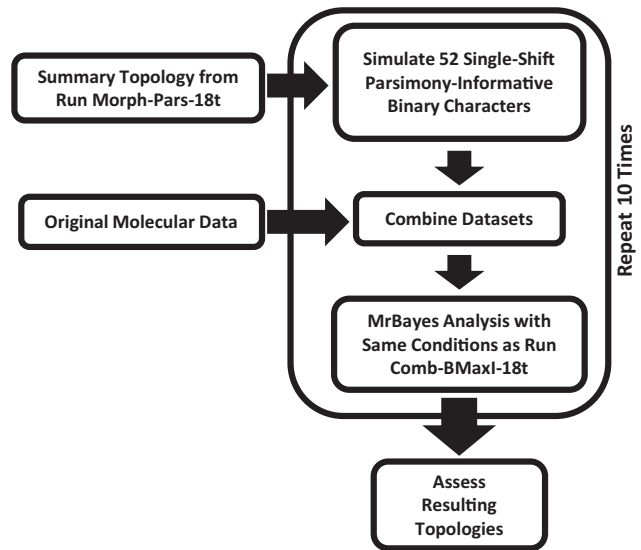 Summary Topology from
Run Morph-Pars-18t
Simulate 52 Single-Shift
Parsimony-Informative
Binary Characters
Original Molecular Data
Combine Datasets
MrBayes Analysis with
Same Conditions as Run
Comb-BMaxI-18t
Repeat 10 Times
Assess
Resulting
Topologies